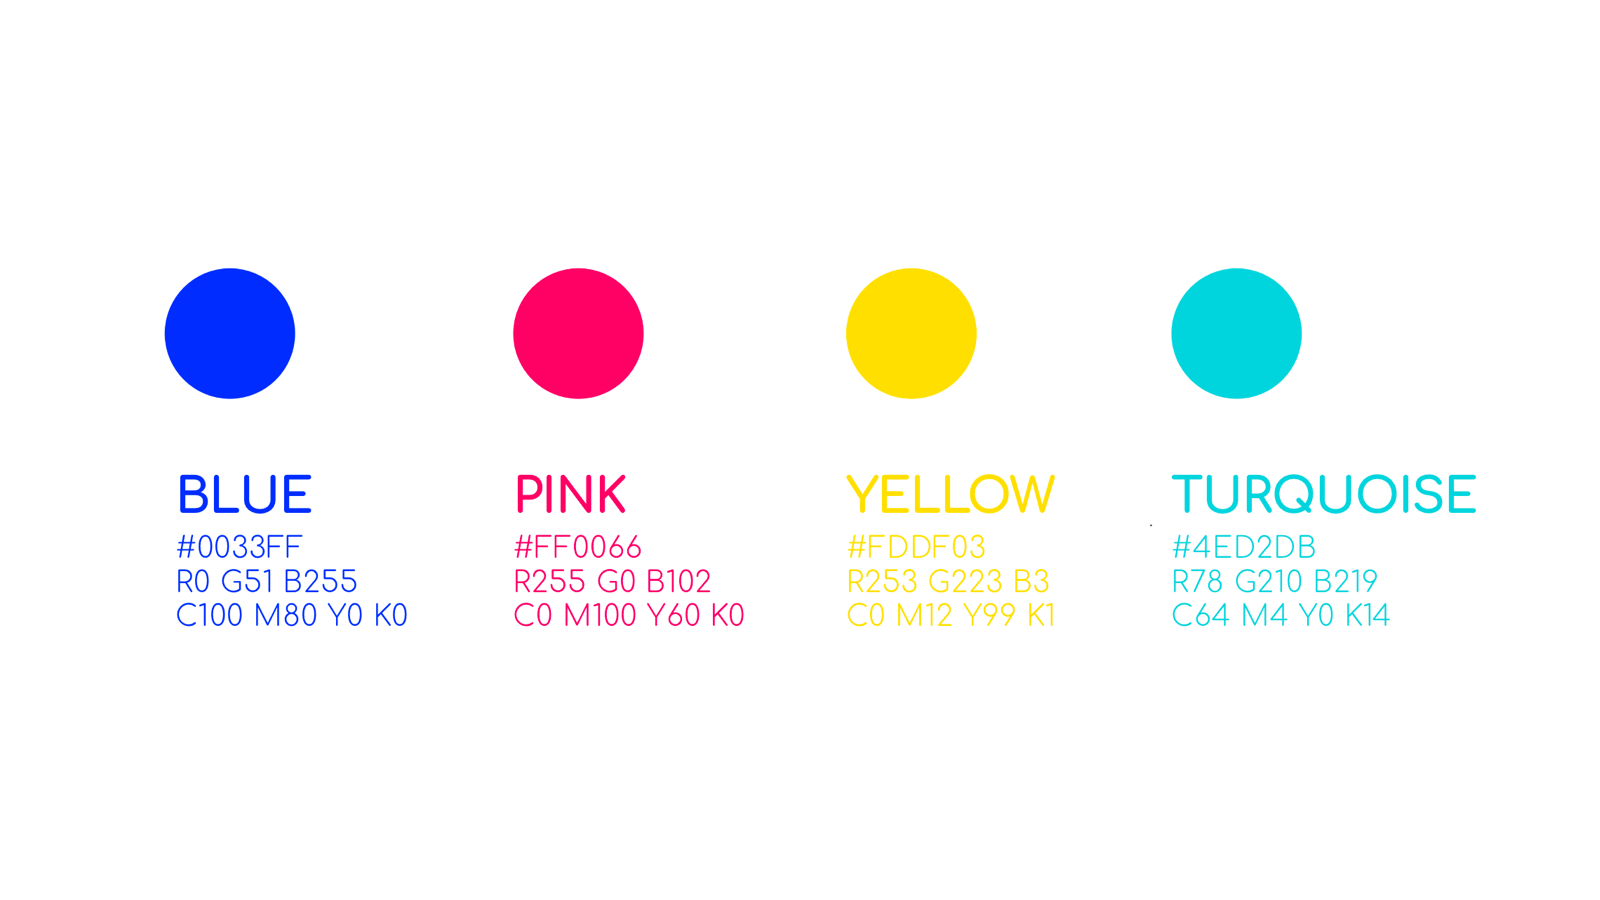 BLUE
#0033FF
R0 G51 B255
C100 M80 Y0 K0
PINK
#FF0066
R255 G0 B102
C0 M100 Y60 K0
YELLOW
#FDDF03
R253 G223 B3
C0 M12 Y99 K1
TURQUOISE
#4ED2DB
R78 G210 B219
C64 M4 Y0 K14